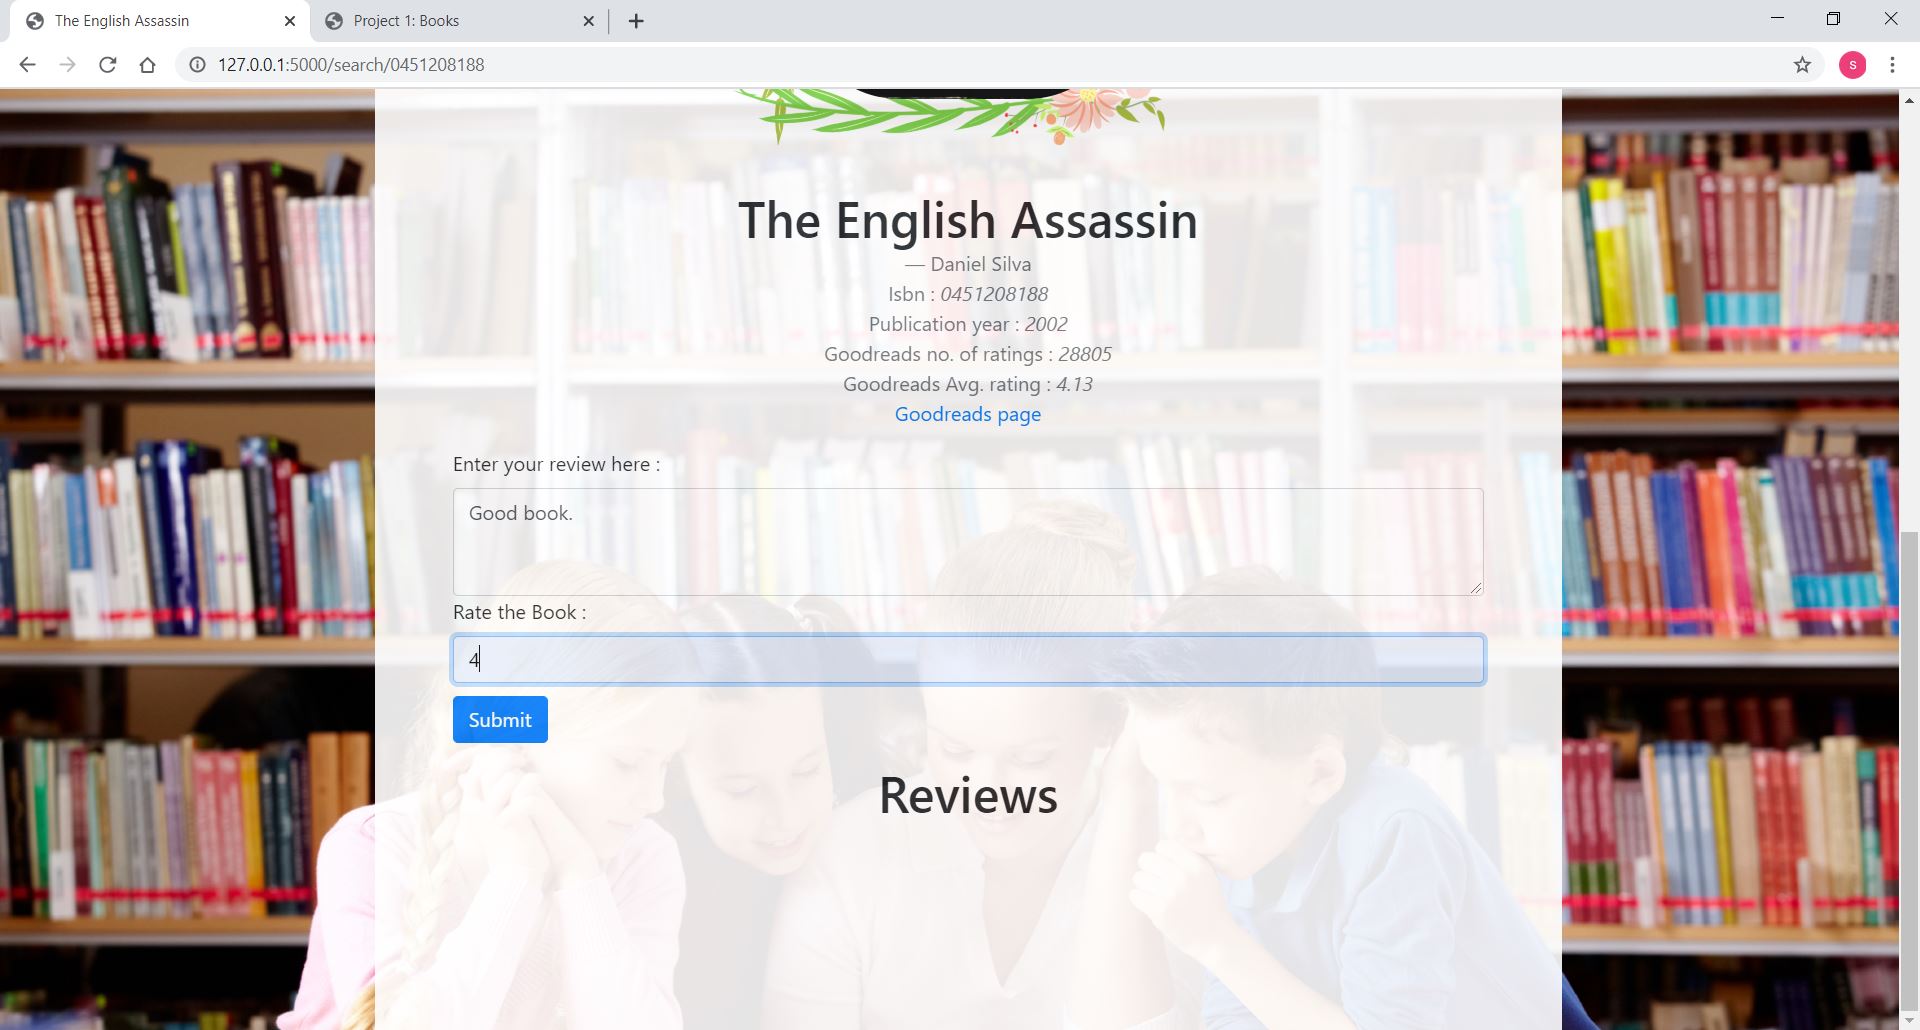 The English Assassin
Project 1: Books
127.0.0.1:5000/search/0451208188
s
The English Assassin
— Daniel Silva
Isbn : 0451208188
Publication year : 2002
Goodreads no. of ratings : 28805
Goodreads Avg. rating : 4.13
Goodreads page
Enter your review here :
Good book.
Rate the Book :
4
Submit
Reviews